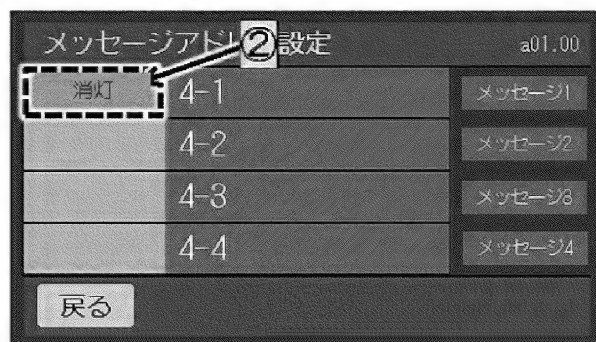 メッセージアドレ②設定 a01.00
消灯 4-1 メッセージ1
4-2 メッセージ2
4-3 メッセージ3
4-4 メッセージ4
戻る